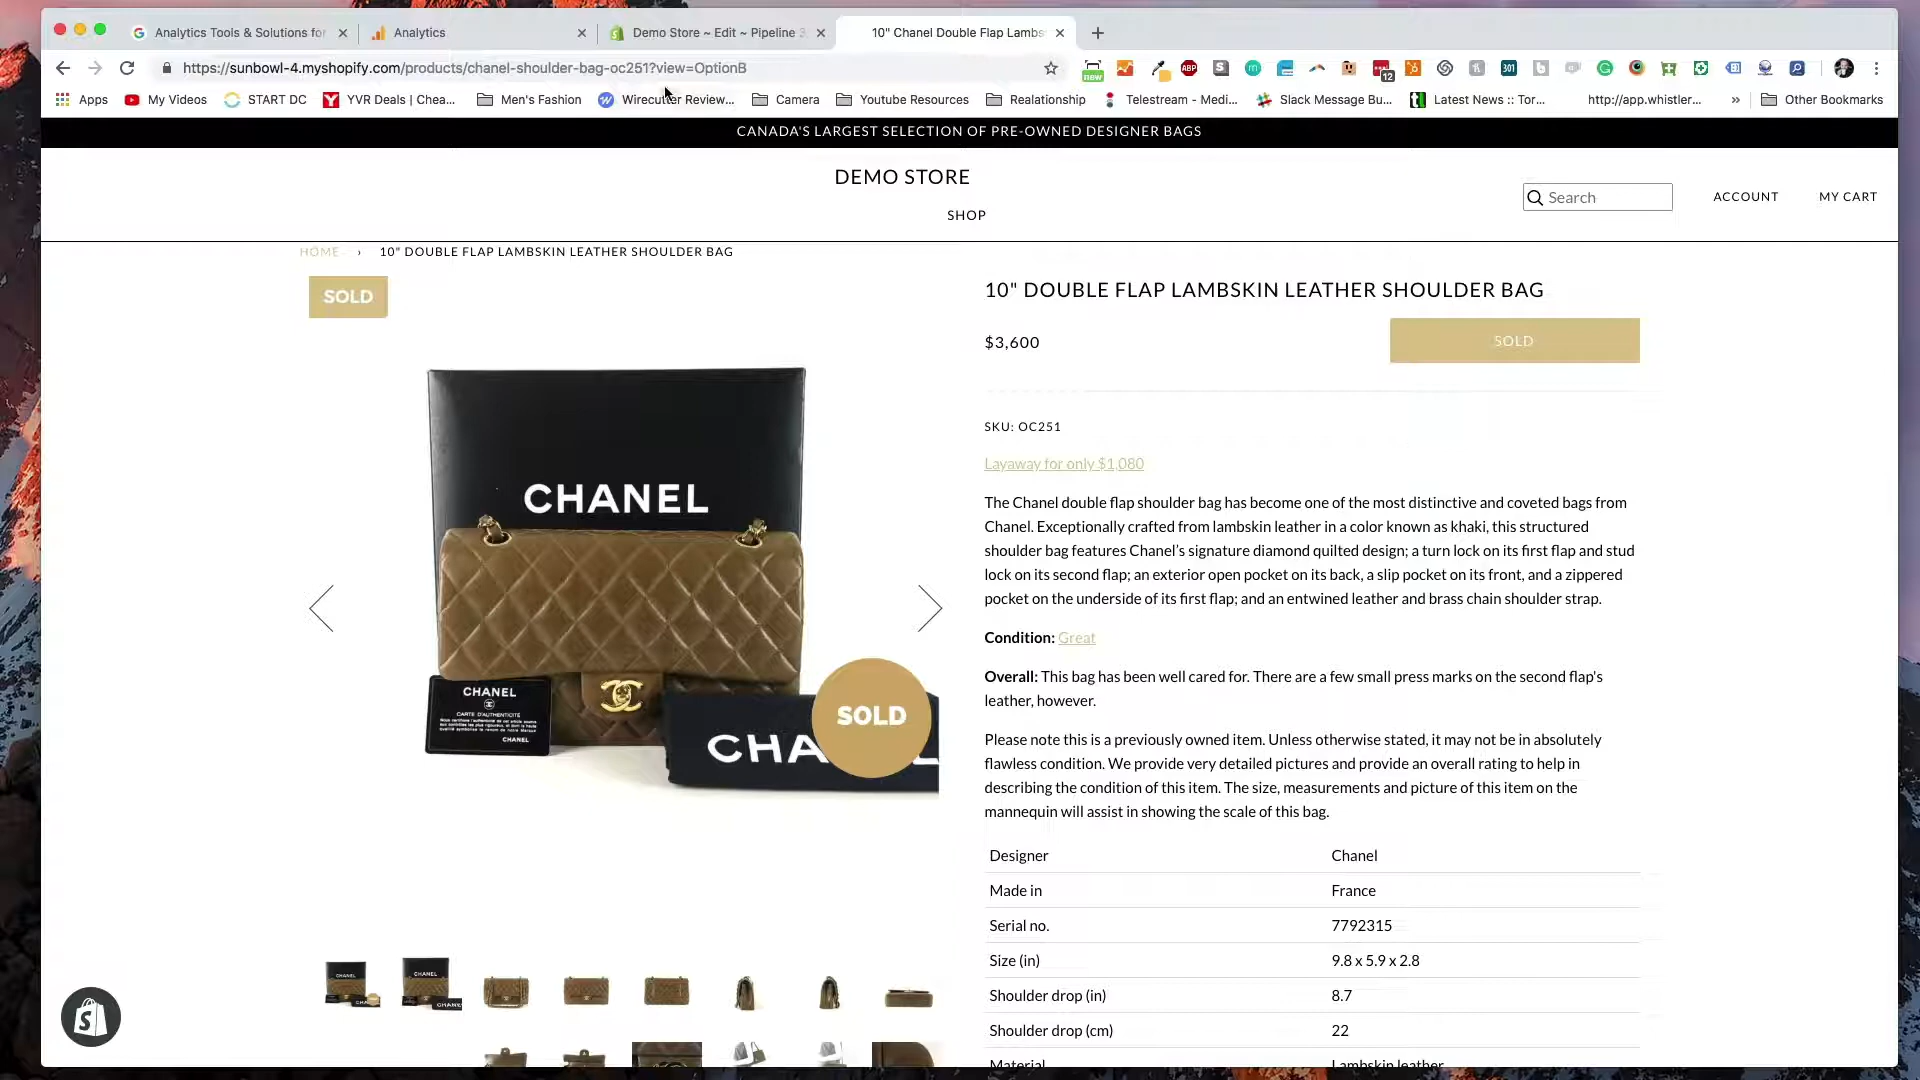 Analytics Tools & Solutions for
Analytics
Demo Store ~ Edit ~ Pipeline 3.
10" Chanel Double Flap Lambs
https://sunbowl-4.myshopify.com/products/chanel-shoulder-bag-oc251?view=OptionB
new
ABP
12
301
Apps
My Videos
START DC
YVR Deals | Chea...
Men's Fashion
Wirecutter Review...
Camera
Youtube Resources
Realationship
Telestream - Medi...
Slack Message Bu...
Latest News :: Tor...
http://app.whistler...
»
Other Bookmarks
CANADA'S LARGEST SELECTION OF PRE-OWNED DESIGNER BAGS
DEMO STORE
SHOP
Search
ACCOUNT
MY CART
HOME › 10" DOUBLE FLAP LAMBSKIN LEATHER SHOULDER BAG
SOLD
CHANEL
CHANEL
CARTE D'AUTHENTICITÉ
CHANEL
CHA
L
SOLD
10" DOUBLE FLAP LAMBSKIN LEATHER SHOULDER BAG
$3,600
SOLD
SKU: OC251
Layaway for only $1,080
The Chanel double flap shoulder bag has become one of the most distinctive and coveted bags from
Chanel. Exceptionally crafted from lambskin leather in a color known as khaki, this structured
shoulder bag features Chanel's signature diamond quilted design; a turn lock on its first flap and stud
lock on its second flap; an exterior open pocket on its back, a slip pocket on its front, and a zippered
pocket on the underside of its first flap; and an entwined leather and brass chain shoulder strap.
Condition: Great
Overall: This bag has been well cared for. There are a few small press marks on the second flap's
leather, however.
Please note this is a previously owned item. Unless otherwise stated, it may not be in absolutely
flawless condition. We provide very detailed pictures and provide an overall rating to help in
describing the condition of this item. The size, measurements and picture of this item on the
mannequin will assist in showing the scale of this bag.
Designer Chanel
Made in France
Serial no. 7792315
Size (in) 9.8 x 5.9 x 2.8
Shoulder drop (in) 8.7
Shoulder drop (cm) 22
Material Lambskin leather